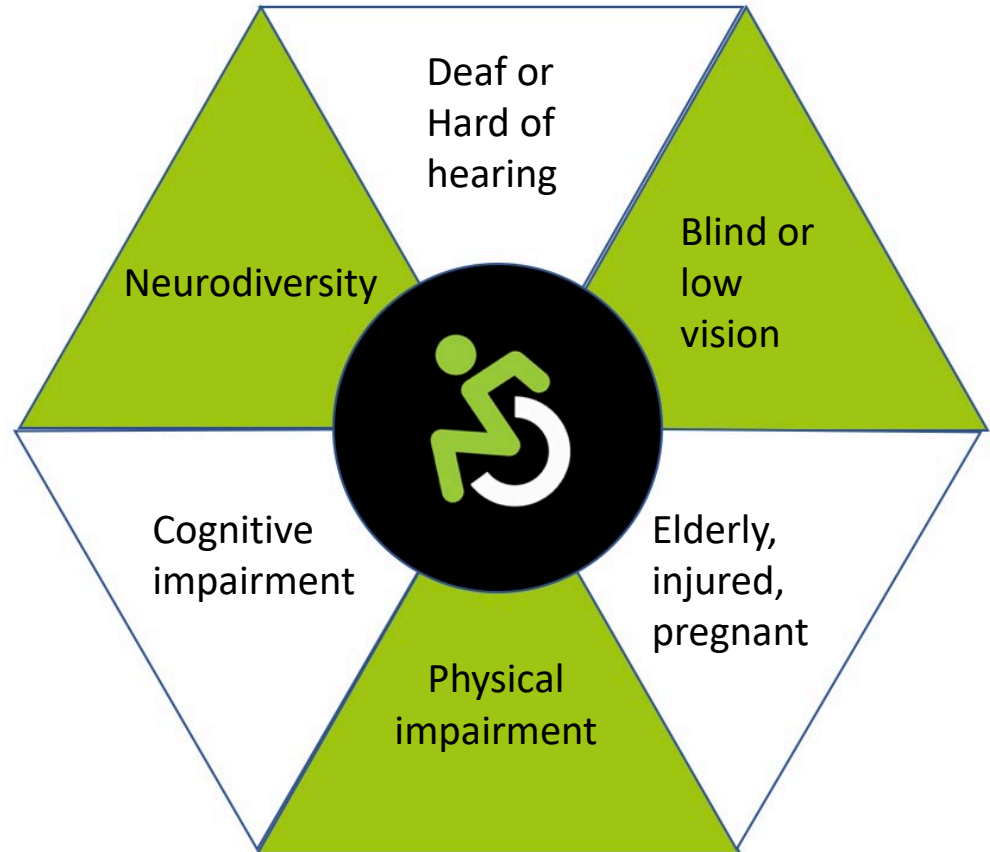 Deaf or
Hard of
hearing
Blind or
low
vision
Neurodiversity
Cognitive
impairment
Elderly,
injured,
pregnant
Physical
impairment